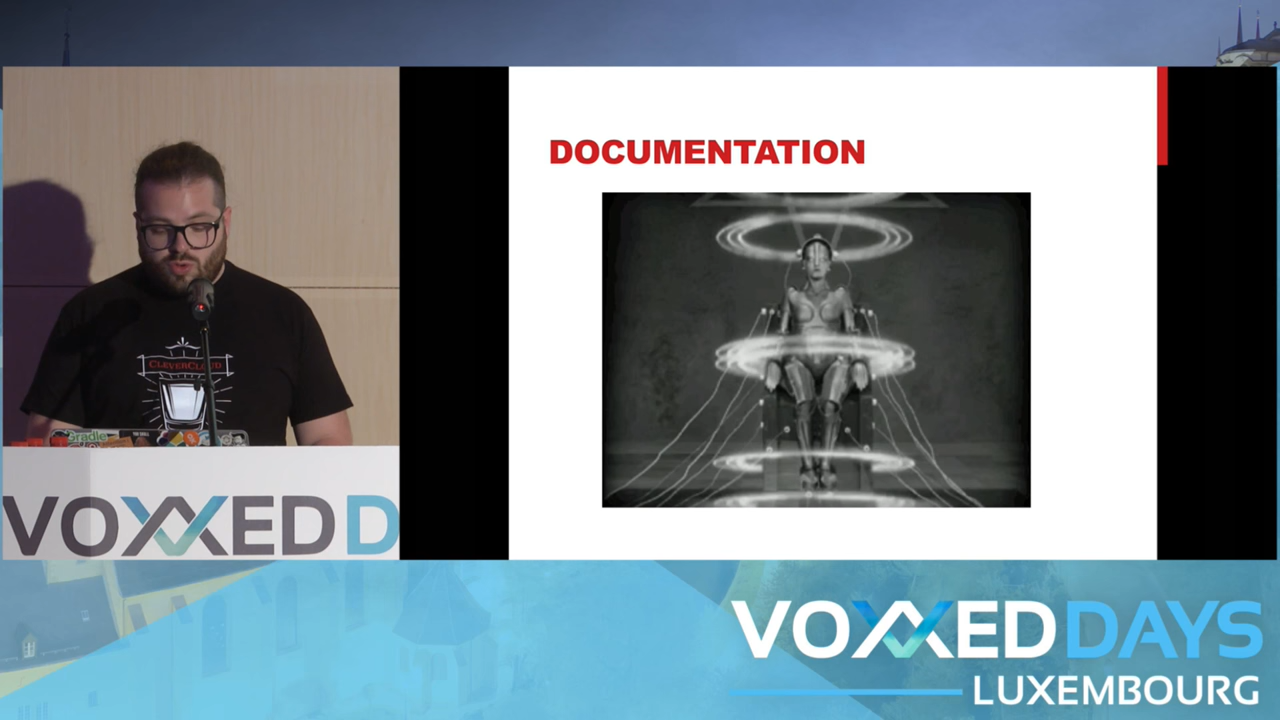 DOCUMENTATION
CLEVERCLOUD
Gradle
VOXXED D
VOXXED DAYS
LUXEMBOURG